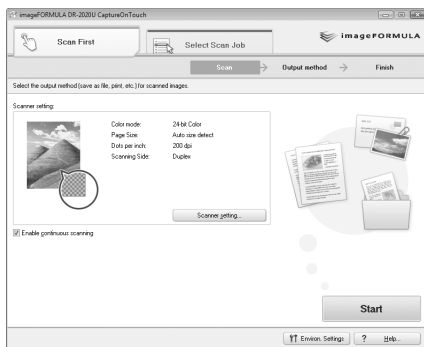 imageFORMULA DR-2020U CaptureOnTouch
Scan First
Select Scan Job
imageFORMULA
Scan
Output method
Finish
Select the output method (save as file, print, etc.) for scanned images.
Scanner setting:
Color mode: 24-bit Color
Page Size: Auto size detect
Dots per inch: 200 dpi
Scanning Side: Duplex
Scanner setting...
Enable continuous scanning
Start
Environ. Settings
? Help...